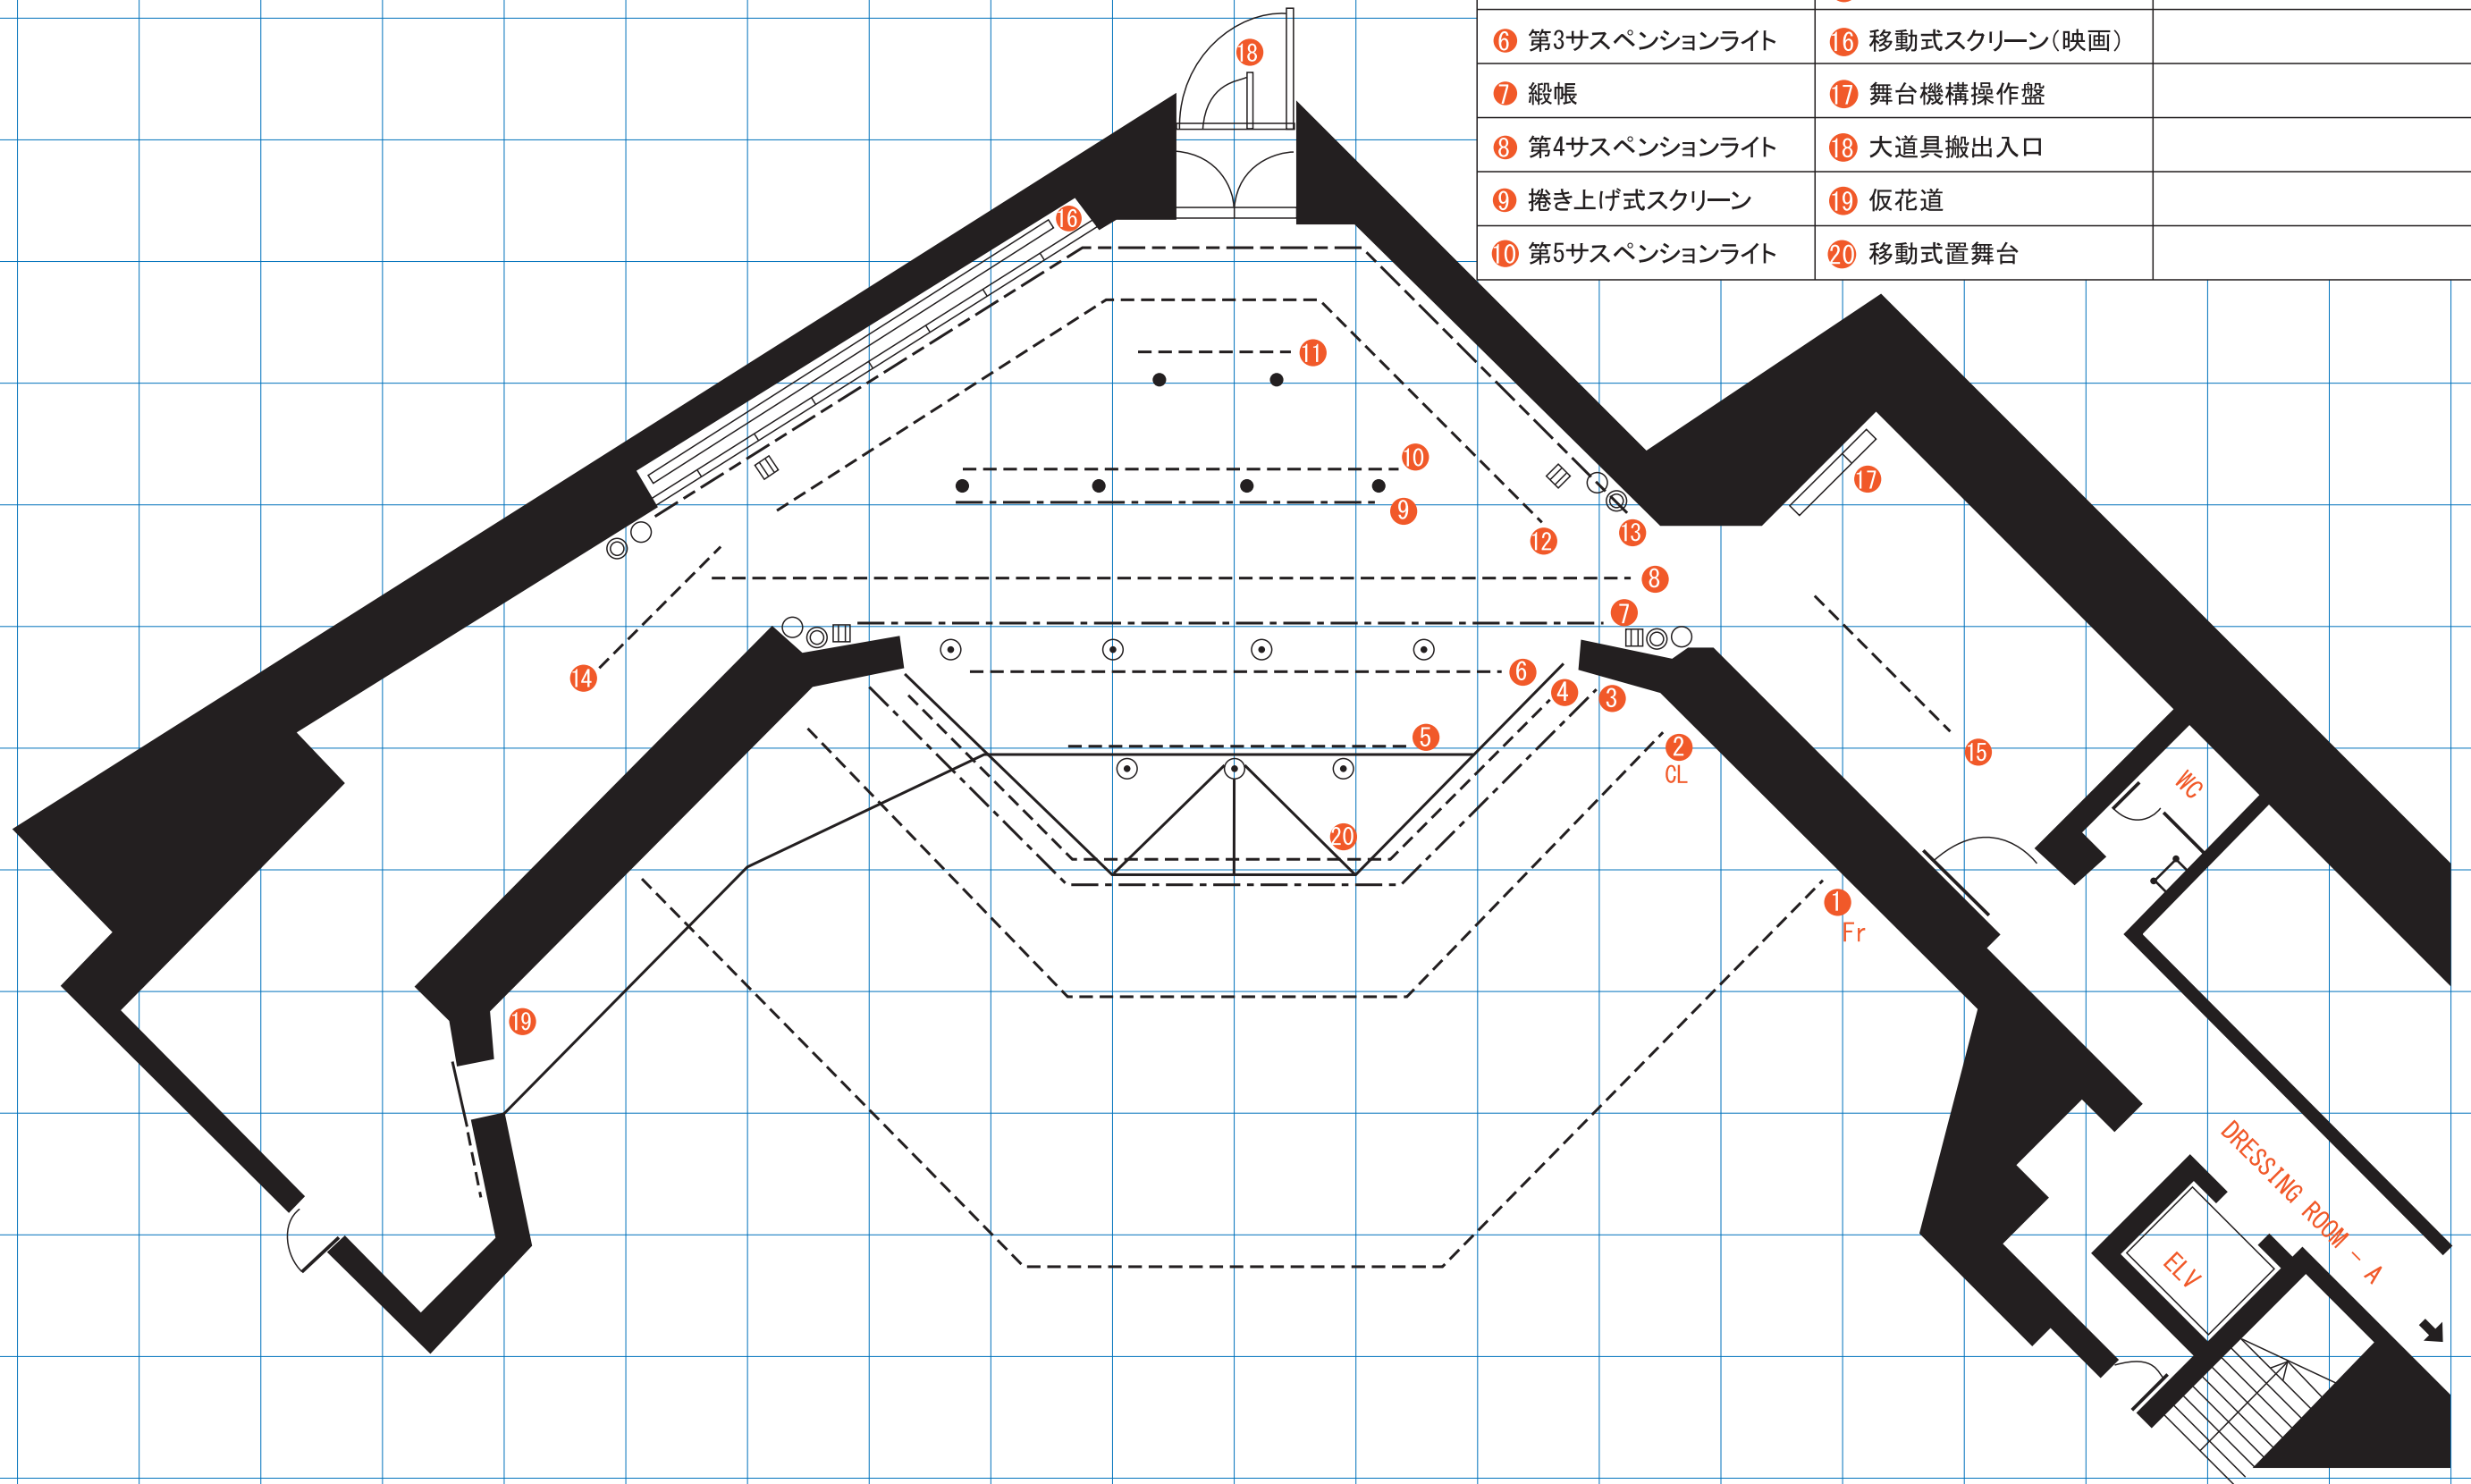 6 第3サスペンションライト
16 移動式スクリーン(映画)
7 緞帳
17 舞台機構操作盤
8 第4サスペンションライト
18 大道具搬出入口
9 捲き上げ式スクリーン
19 仮花道
10 第5サスペンションライト
20 移動式置舞台
18
16
11
10
17
9
12
13
8
7
14
6
4
3
5
2
CL
15
WC
20
1
Fr
19
DRESSING ROOM - A
ELV